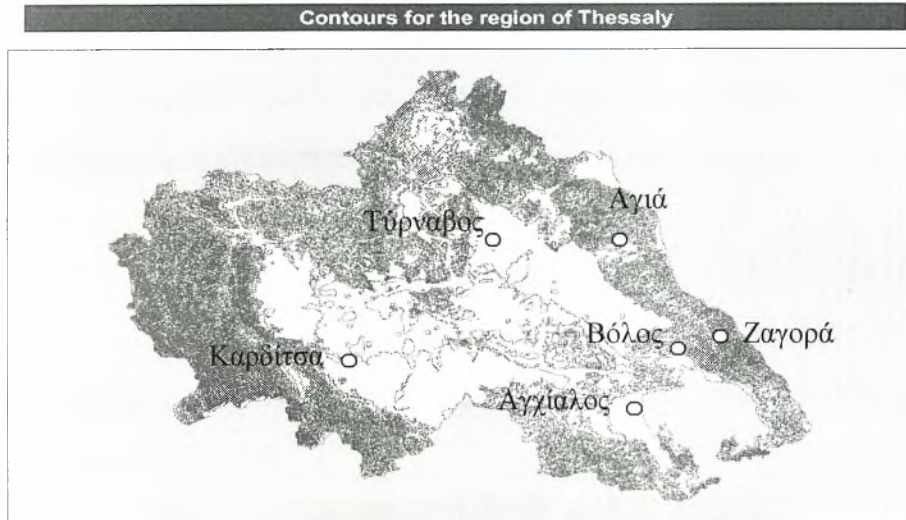 Contours for the region of Thessaly
Αγιά
Τύρναβος
Βόλος
Ζαγορά
Καρδίτσα
Αγχίαλος